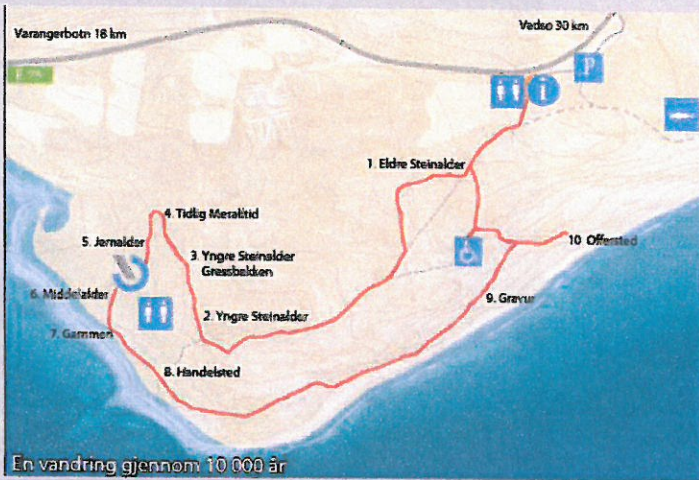 Varangerbotn 18 km
Vadsø 30 km
E 75
P
i
1. Eldre Steinalder
4. Tidlig Metalltid
5. Jernalder
3. Yngre Steinalder
Gressbakken
10 Offersted
6. Middelalder
9. Gravur
2. Yngre Steinalder
7. Gammen
8. Handelsted
En vandring gjennom 10 000 år